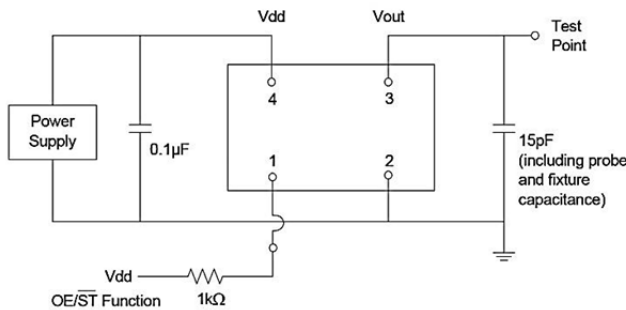 Vdd
Vout
Test
Point
4
3
Power
Supply
0.1µF
1
2
15pF
(including probe
and fixture
capacitance)
Vdd
OE/S̅T̅ Function
1kΩ